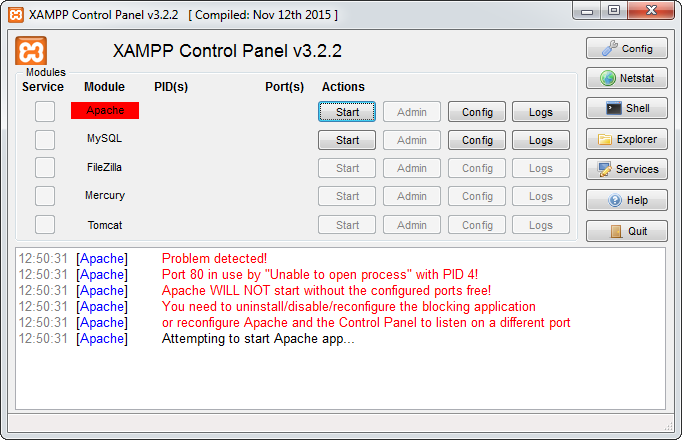 XAMPP Control Panel v3.2.2 [ Compiled: Nov 12th 2015 ]
XAMPP Control Panel v3.2.2
Config
Modules
Service Module PID(s) Port(s) Actions
Netstat
Apache Start Admin Config Logs
Shell
MySQL Start Admin Config Logs
Explorer
FileZilla Start Admin Config Logs
Services
Mercury Start Admin Config Logs
Help
Tomcat Start Admin Config Logs
Quit
12:50:31 [Apache] Problem detected!
12:50:31 [Apache] Port 80 in use by "Unable to open process" with PID 4!
12:50:31 [Apache] Apache WILL NOT start without the configured ports free!
12:50:31 [Apache] You need to uninstall/disable/reconfigure the blocking application
12:50:31 [Apache] or reconfigure Apache and the Control Panel to listen on a different port
12:50:31 [Apache] Attempting to start Apache app...